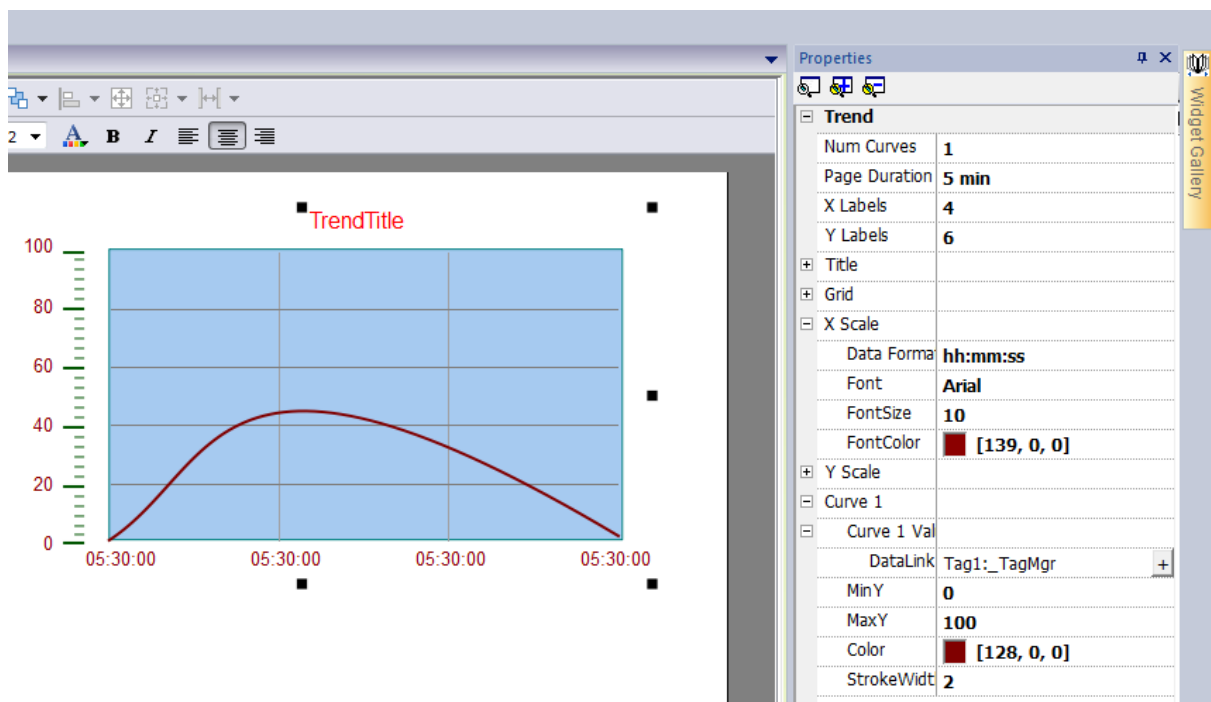 Properties
Widget Gallery
2
A B I
TrendTitle
100
80
60
40
20
0
05:30:00 05:30:00 05:30:00 05:30:00
Trend
Num Curves 1
Page Duration 5 min
X Labels 4
Y Labels 6
Title
Grid
X Scale
Data Forma hh:mm:ss
Font Arial
FontSize 10
FontColor [139, 0, 0]
Y Scale
Curve 1
Curve 1 Val
DataLink Tag1:_TagMgr +
MinY 0
MaxY 100
Color [128, 0, 0]
StrokeWidt 2